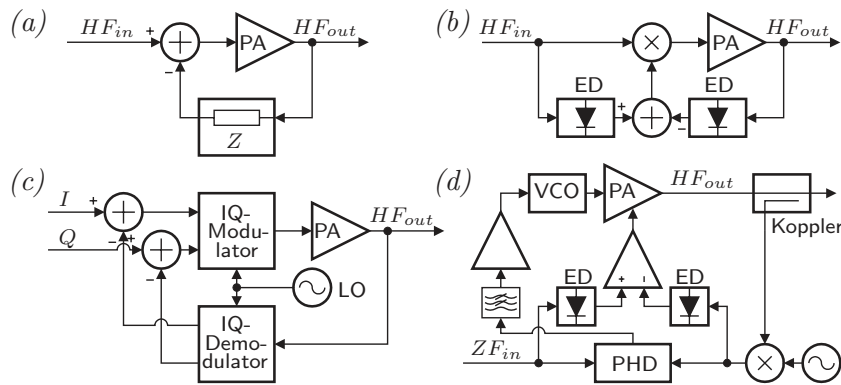 (a)
HF_in
+
−
PA
HF_out
Z
(b)
HF_in
PA
HF_out
ED
+
−
ED
(c)
I
+
Q
−
+
−
IQ-
Modu-
lator
PA
HF_out
LO
IQ-
Demo-
dulator
(d)
VCO
PA
HF_out
Koppler
ED
+
−
ED
ZF_in
PHD